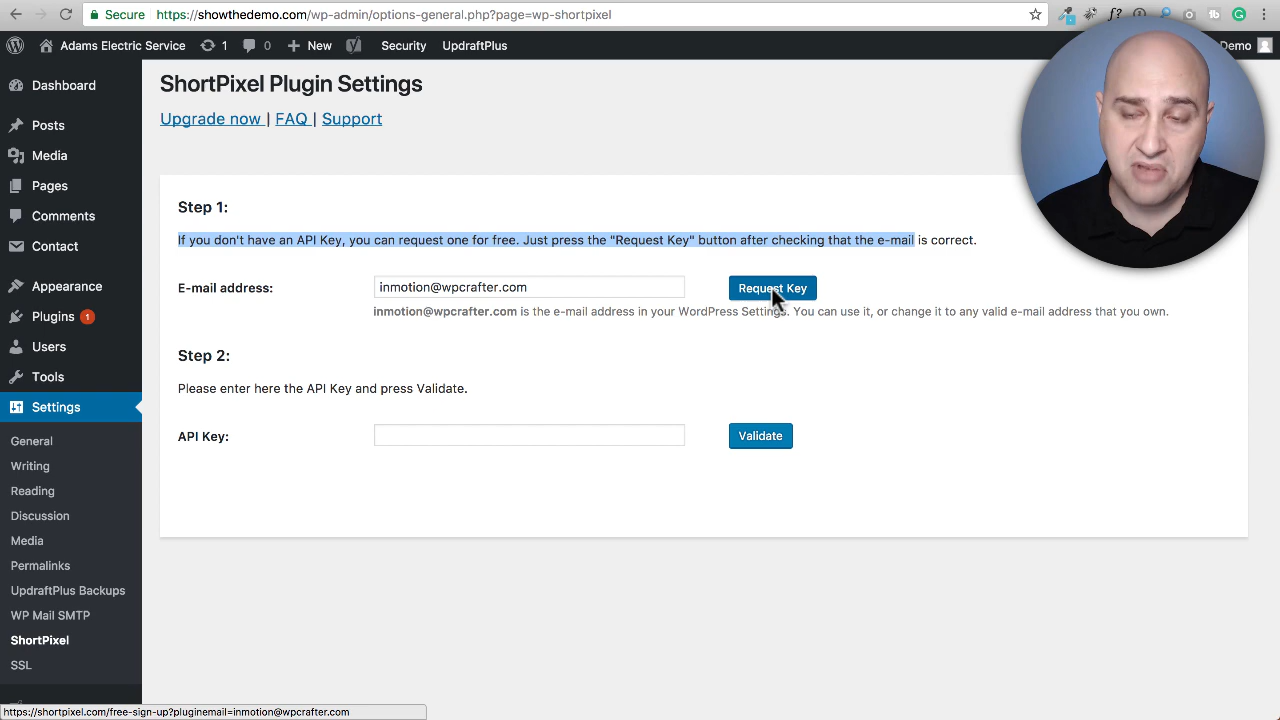 Secure https://showthedemo.com/wp-admin/options-general.php?page=wp-shortpixel
Adams Electric Service 1 0 New Security UpdraftPlus Demo
ShortPixel Plugin Settings
Upgrade now | FAQ | Support
Dashboard
Posts
Media
Pages
Comments
Contact
Appearance
Plugins 1
Users
Tools
Settings
General
Writing
Reading
Discussion
Media
Permalinks
UpdraftPlus Backups
WP Mail SMTP
ShortPixel
SSL
Step 1:
If you don't have an API Key, you can request one for free. Just press the "Request Key" button after checking that the e-mail is correct.
E-mail address: inmotion@wpcrafter.com Request Key
inmotion@wpcrafter.com is the e-mail address in your WordPress Settings. You can use it, or change it to any valid e-mail address that you own.
Step 2:
Please enter here the API Key and press Validate.
API Key: Validate
https://shortpixel.com/free-sign-up?pluginemail=inmotion@wpcrafter.com